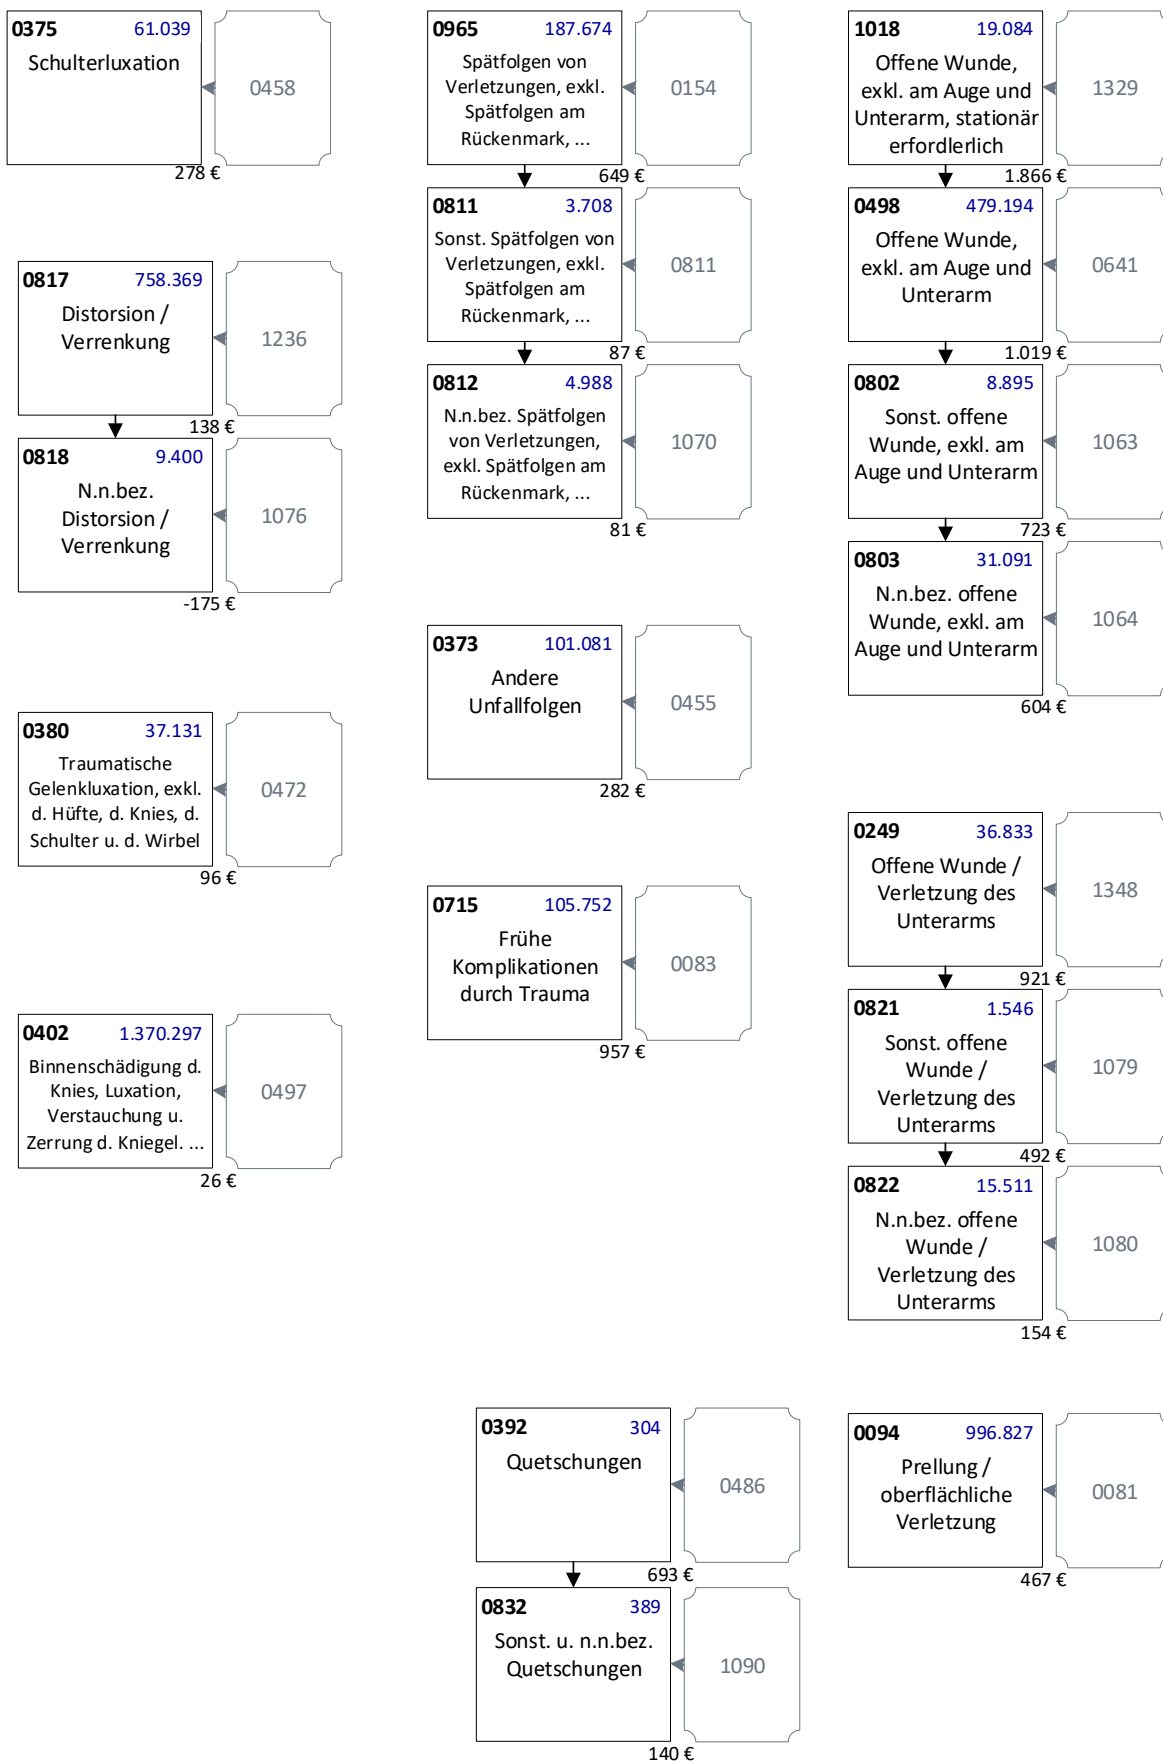 0375 61.039
Schulterluxation
0458
278 €
0817 758.369
Distorsion /
Verrenkung
1236
138 €
0818 9.400
N.n.bez.
Distorsion /
Verrenkung
1076
-175 €
0380 37.131
Traumatische
Gelenkluxation, exkl.
d. Hüfte, d. Knies, d.
Schulter u. d. Wirbel
0472
96 €
0402 1.370.297
Binnenschädigung d.
Knies, Luxation,
Verstauchung u.
Zerrung d. Kniegel. ...
0497
26 €
0965 187.674
Spätfolgen von
Verletzungen, exkl.
Spätfolgen am
Rückenmark, ...
0154
649 €
0811 3.708
Sonst. Spätfolgen von
Verletzungen, exkl.
Spätfolgen am
Rückenmark, ...
0811
87 €
0812 4.988
N.n.bez. Spätfolgen
von Verletzungen,
exkl. Spätfolgen am
Rückenmark, ...
1070
81 €
0373 101.081
Andere
Unfallfolgen
0455
282 €
0715 105.752
Frühe
Komplikationen
durch Trauma
0083
957 €
0392 304
Quetschungen
0486
693 €
0832 389
Sonst. u. n.n.bez.
Quetschungen
1090
140 €
1018 19.084
Offene Wunde,
exkl. am Auge und
Unterarm, stationär
erforderlich
1329
1.866 €
0498 479.194
Offene Wunde,
exkl. am Auge und
Unterarm
0641
1.019 €
0802 8.895
Sonst. offene
Wunde, exkl. am
Auge und Unterarm
1063
723 €
0803 31.091
N.n.bez. offene
Wunde, exkl. am
Auge und Unterarm
1064
604 €
0249 36.833
Offene Wunde /
Verletzung des
Unterarms
1348
921 €
0821 1.546
Sonst. offene
Wunde /
Verletzung des
Unterarms
1079
492 €
0822 15.511
N.n.bez. offene
Wunde /
Verletzung des
Unterarms
1080
154 €
0094 996.827
Prellung /
oberflächliche
Verletzung
0081
467 €